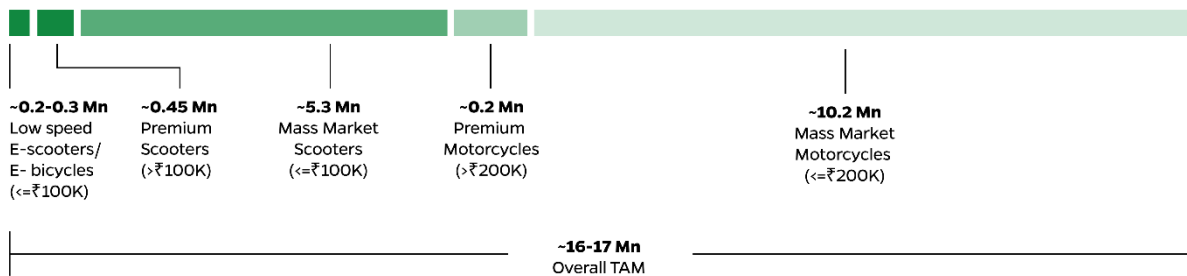 ~0.2-0.3 Mn
Low speed
E-scooters/
E- bicycles
(<=₹100K)
~0.45 Mn
Premium
Scooters
(>₹100K)
~5.3 Mn
Mass Market
Scooters
(<=₹100K)
~0.2 Mn
Premium
Motorcycles
(>₹200K)
~10.2 Mn
Mass Market
Motorcycles
(<=₹200K)
~16-17 Mn
Overall TAM